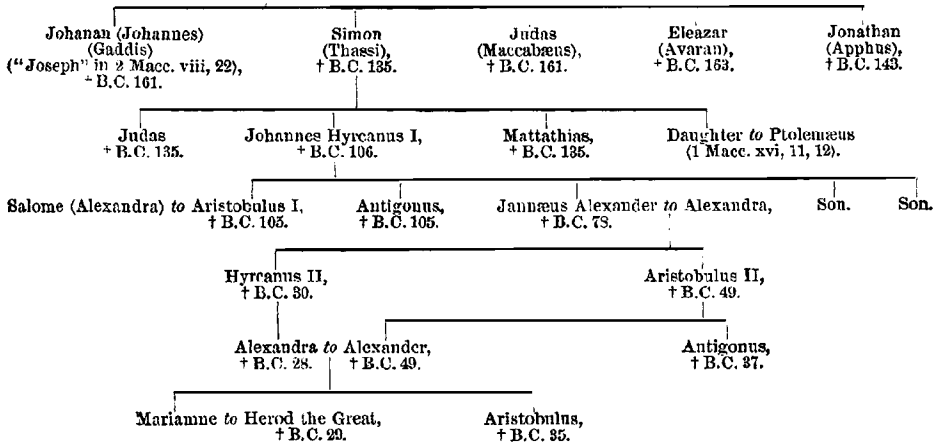 Johanan (Johannes) Simon Judas Eleazar Jonathan
(Gaddis) (Thassi), (Maccabæus), (Avaran), (Apphus),
("Joseph" in 2 Macc. viii, 22), † B.C. 135. † B.C. 161. † B.C. 163. † B.C. 143.
† B.C. 161.
Judas Johannes Hyrcanus I, Mattathias, Daughter to Ptolemæus
† B.C. 135. † B.C. 106. † B.C. 135. (1 Macc. xvi, 11, 12).
Salome (Alexandra) to Aristobulus I, Antigonus, Jannæus Alexander to Alexandra, Son. Son.
† B.C. 105. † B.C. 105. † B.C. 78.
Hyrcanus II, Aristobulus II,
† B.C. 30. † B.C. 49.
Alexandra to Alexander, Antigonus,
† B.C. 28. † B.C. 49. † B.C. 37.
Mariamne to Herod the Great, Aristobulus,
† B.C. 29. † B.C. 35.